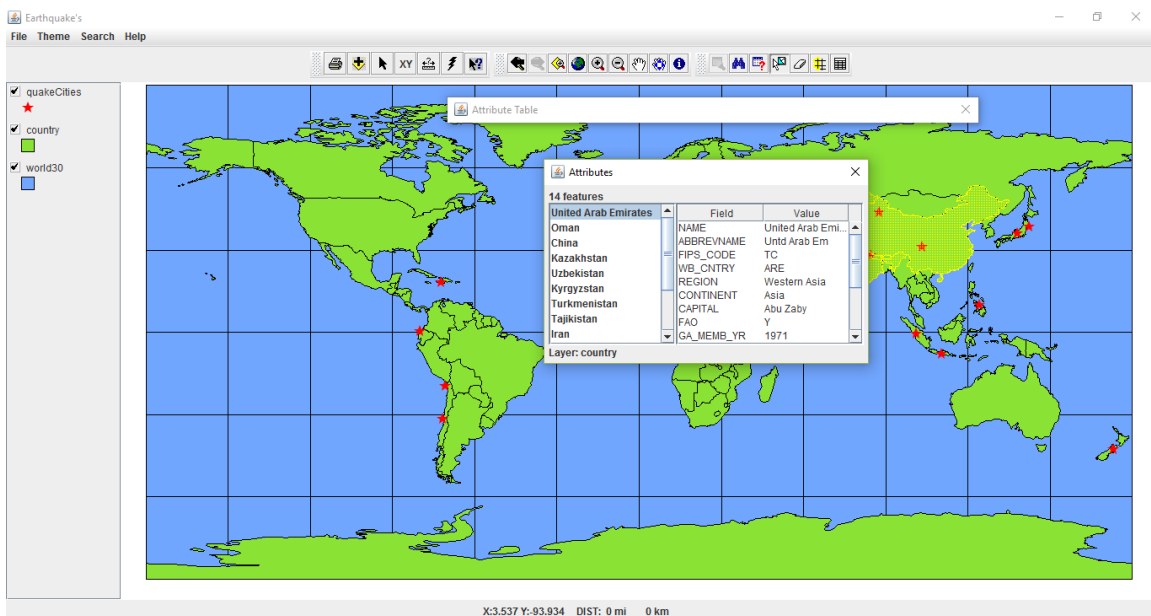 Earthquake's
File Theme Search Help
XY
quakeCities
country
world30
Attribute Table
Attributes
14 features
United Arab Emirates
Oman
China
Kazakhstan
Uzbekistan
Kyrgyzstan
Turkmenistan
Tajikistan
Iran
Field Value
NAME United Arab Emi...
ABBREVNAME Untd Arab Em
FIPS_CODE TC
WB_CNTRY ARE
REGION Western Asia
CONTINENT Asia
CAPITAL Abu Zaby
FAO Y
GA_MEMB_YR 1971
Layer: country
X:3.537 Y:-93.934 DIST: 0 mi 0 km